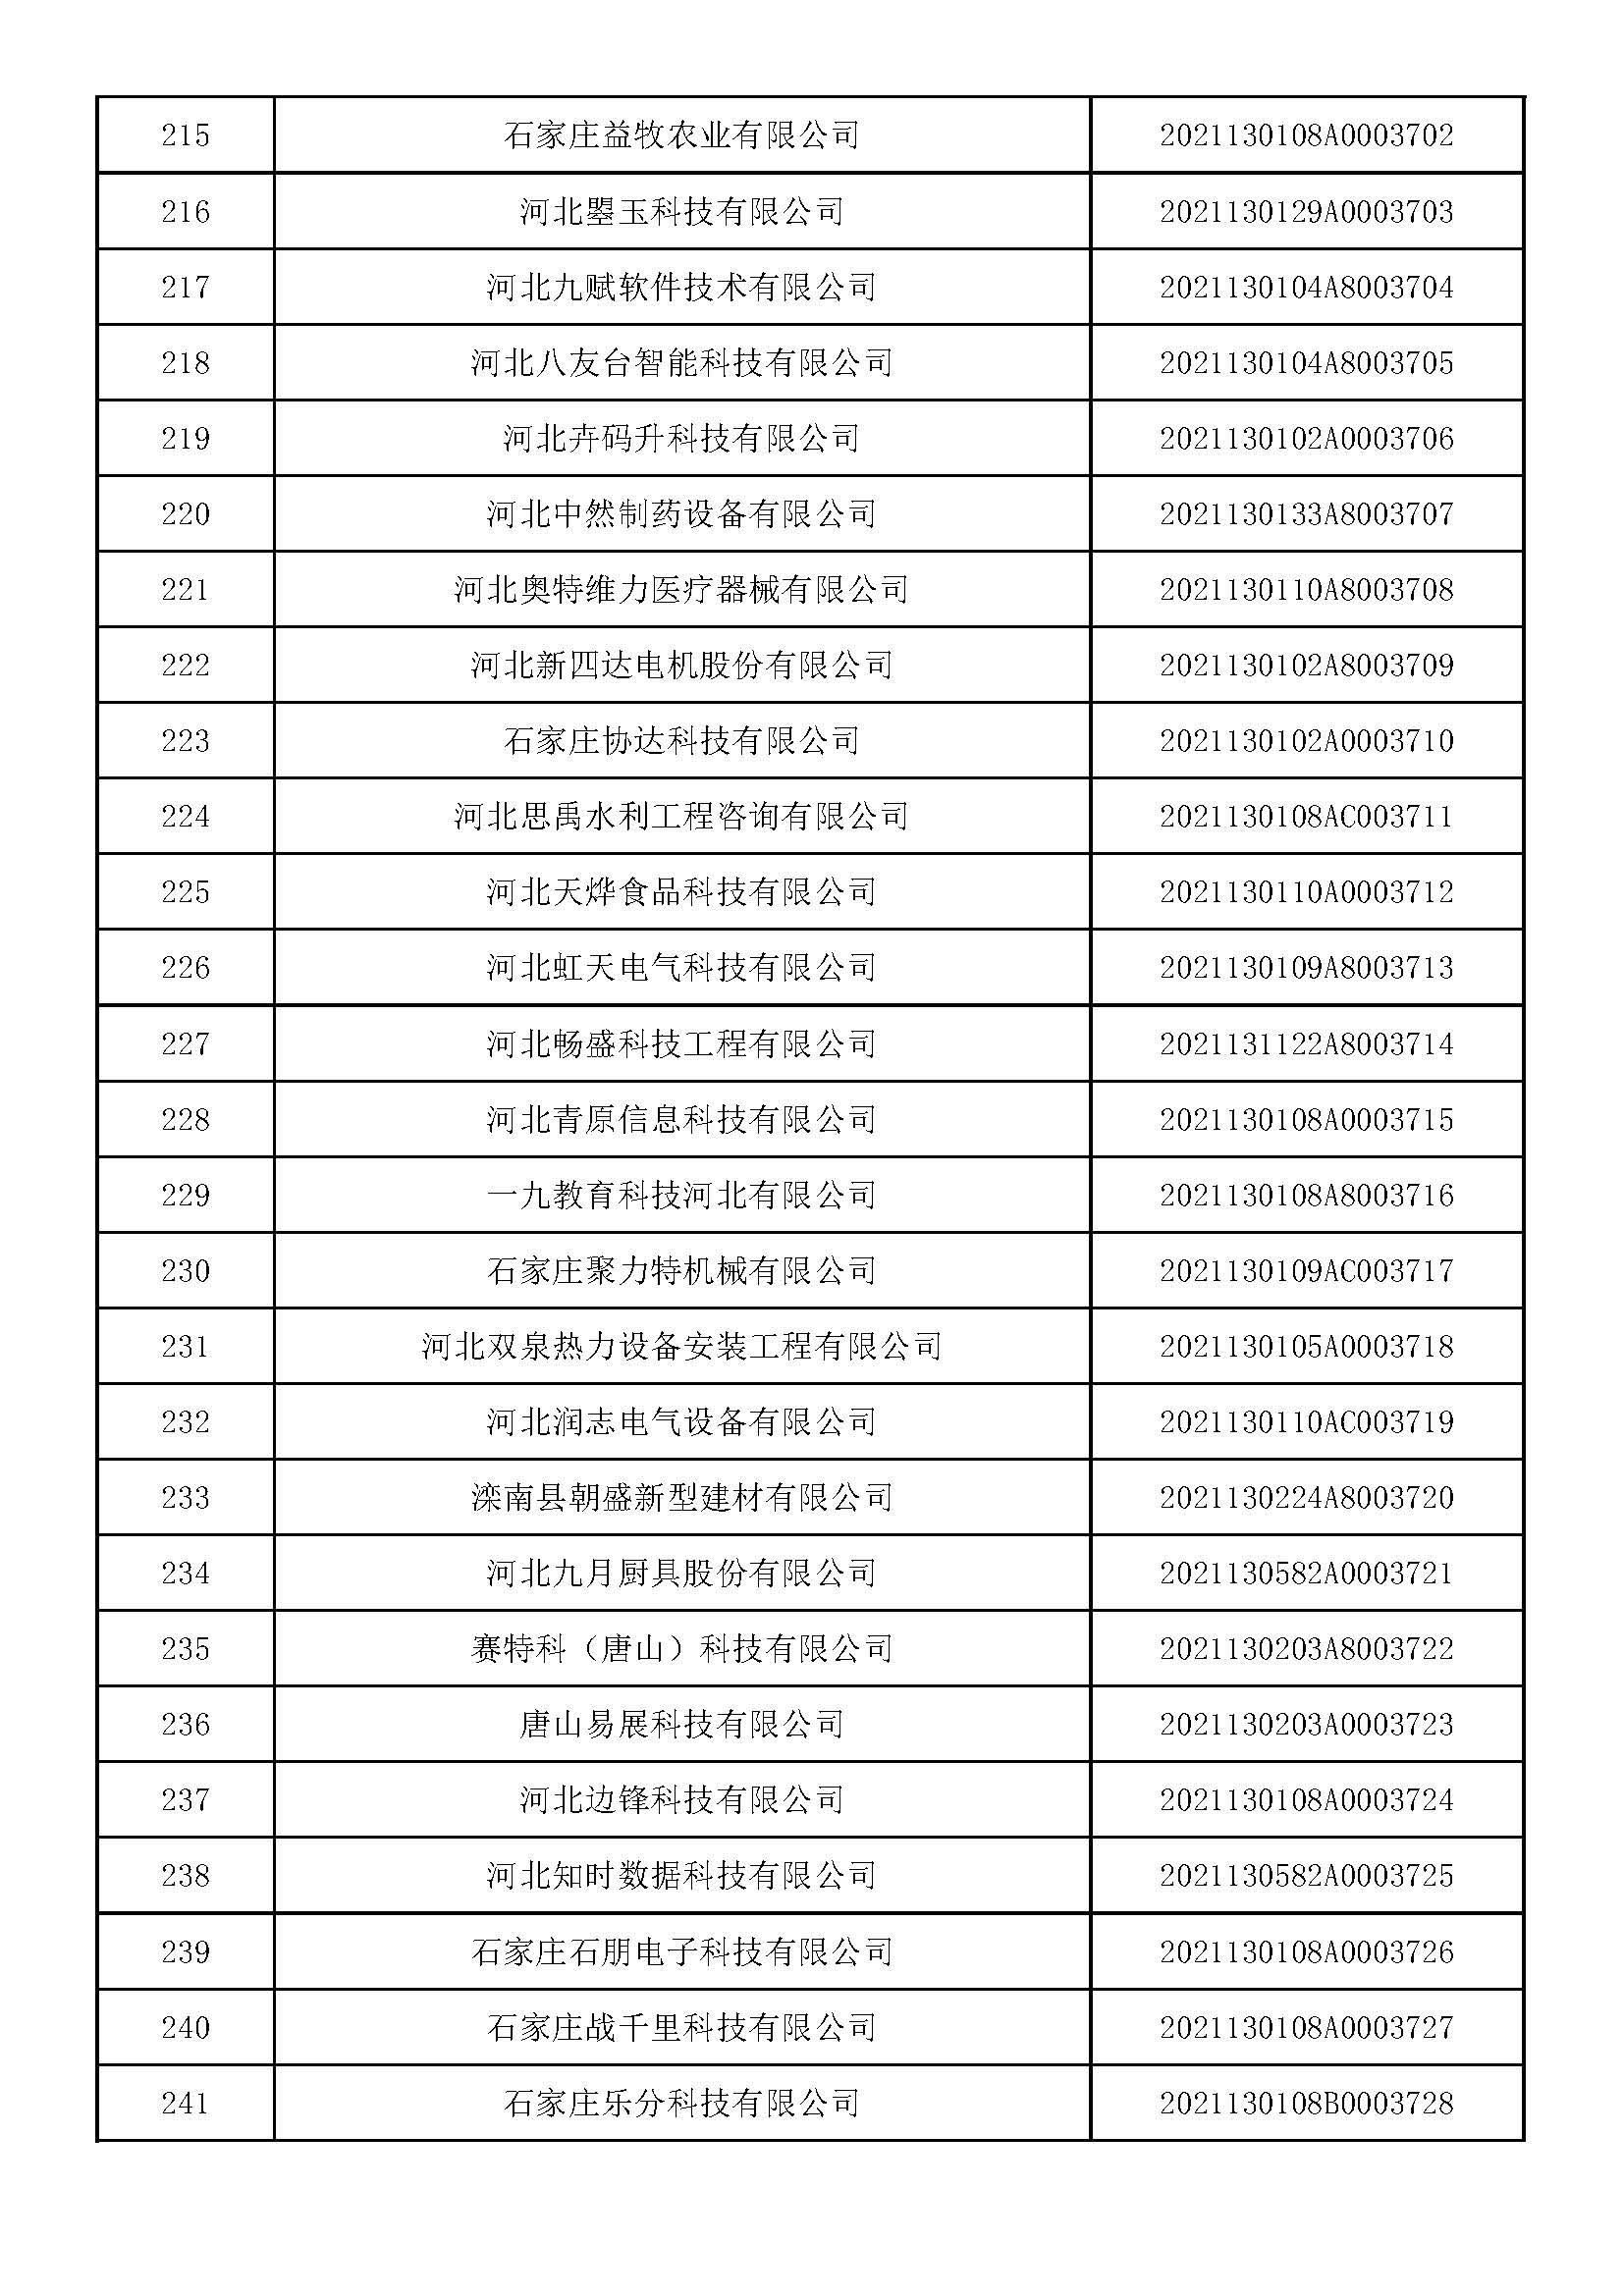 215 石家庄益牧农业有限公司 2021130108A0003702
216 河北曌玉科技有限公司 2021130129A0003703
217 河北九赋软件技术有限公司 2021130104A8003704
218 河北八友台智能科技有限公司 2021130104A8003705
219 河北卉码升科技有限公司 2021130102A0003706
220 河北中然制药设备有限公司 2021130133A8003707
221 河北奥特维力医疗器械有限公司 2021130110A8003708
222 河北新四达电机股份有限公司 2021130102A8003709
223 石家庄协达科技有限公司 2021130102A0003710
224 河北思禹水利工程咨询有限公司 2021130108AC003711
225 河北天烨食品科技有限公司 2021130110A0003712
226 河北虹天电气科技有限公司 2021130109A8003713
227 河北畅盛科技工程有限公司 2021131122A8003714
228 河北青原信息科技有限公司 2021130108A0003715
229 一九教育科技河北有限公司 2021130108A8003716
230 石家庄聚力特机械有限公司 2021130109AC003717
231 河北双泉热力设备安装工程有限公司 2021130105A0003718
232 河北润志电气设备有限公司 2021130110AC003719
233 滦南县朝盛新型建材有限公司 2021130224A8003720
234 河北九月厨具股份有限公司 2021130582A0003721
235 赛特科（唐山）科技有限公司 2021130203A8003722
236 唐山易展科技有限公司 2021130203A0003723
237 河北边锋科技有限公司 2021130108A0003724
238 河北知时数据科技有限公司 2021130582A0003725
239 石家庄石朋电子科技有限公司 2021130108A0003726
240 石家庄战千里科技有限公司 2021130108A0003727
241 石家庄乐分科技有限公司 2021130108B0003728